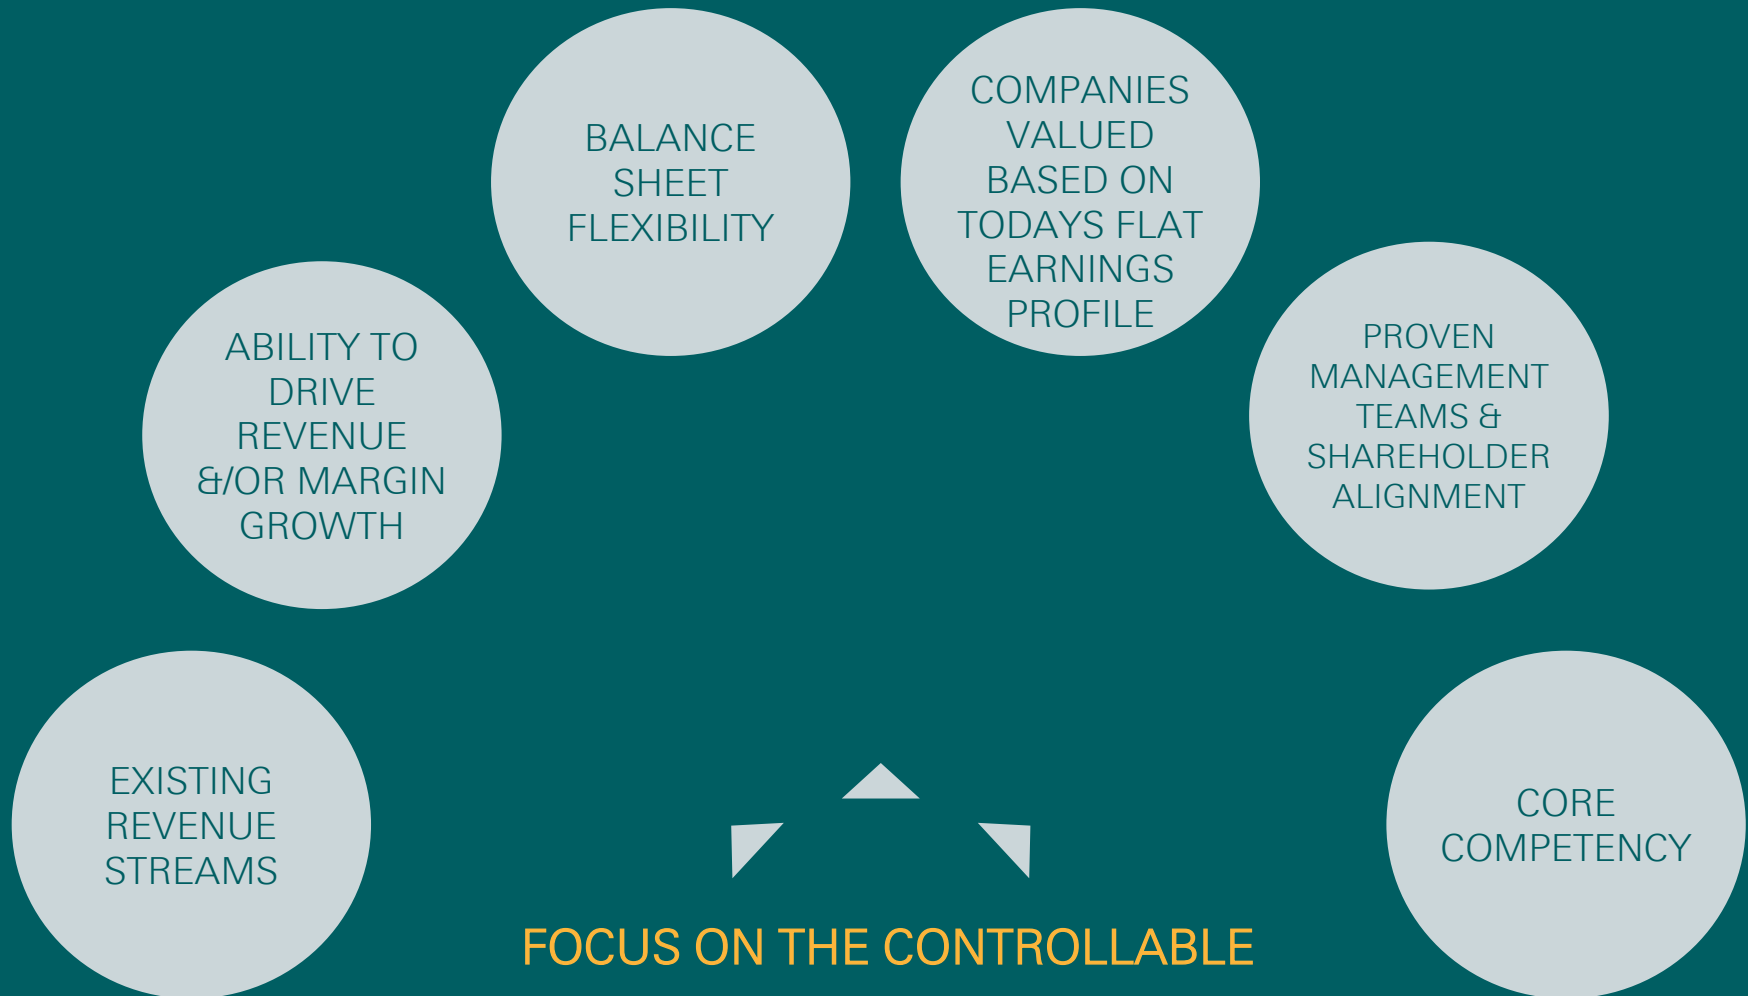 EXISTING
REVENUE
STREAMS
ABILITY TO
DRIVE
REVENUE
&/OR MARGIN
GROWTH
BALANCE
SHEET
FLEXIBILITY
COMPANIES
VALUED
BASED ON
TODAYS FLAT
EARNINGS
PROFILE
PROVEN
MANAGEMENT
TEAMS &
SHAREHOLDER
ALIGNMENT
CORE
COMPETENCY
FOCUS ON THE CONTROLLABLE